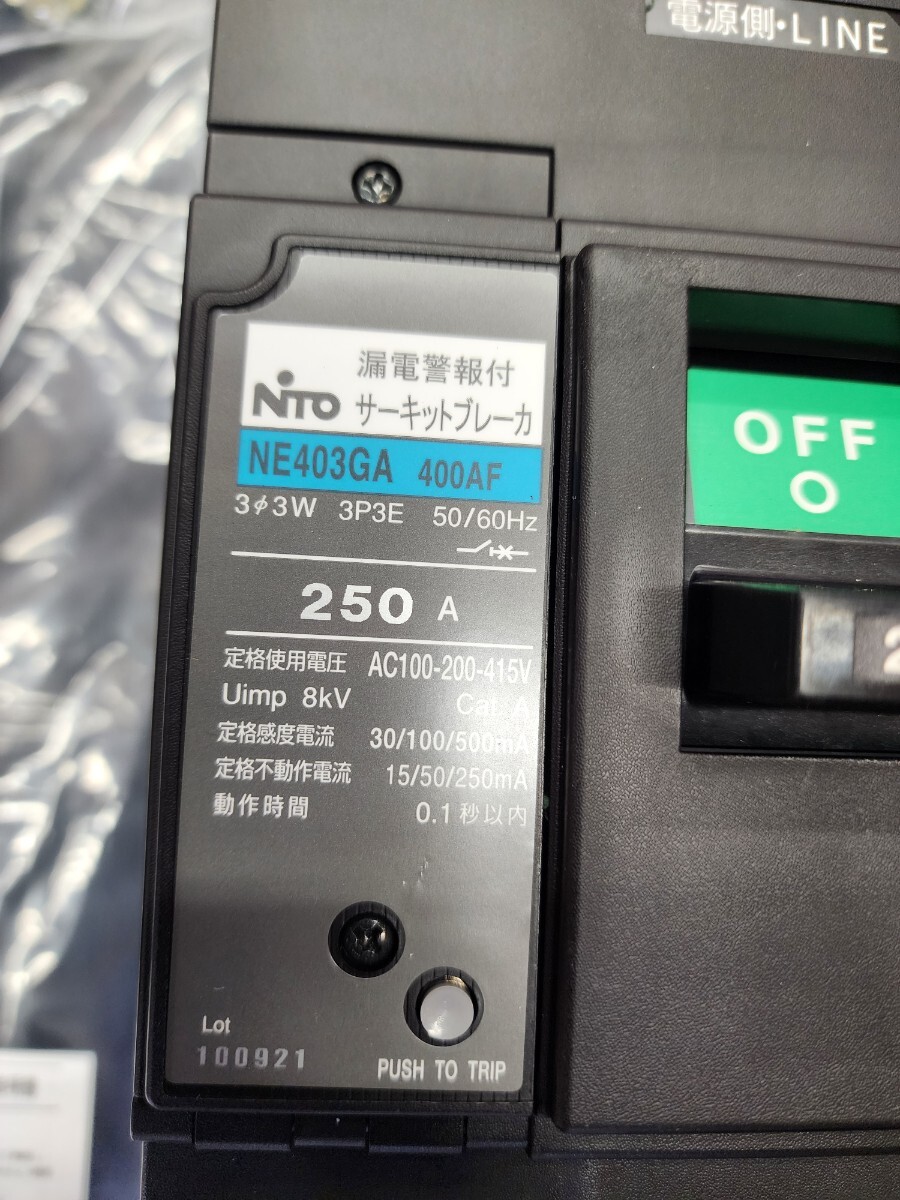 電源側・LINE
漏電警報付
NiTO サーキットブレーカ
NE403GA 400AF
3φ3W 3P3E 50/60Hz
250 A
定格使用電圧 AC100-200-415V
Uimp 8kV Cat. A
定格感度電流 30/100/500mA
定格不動作電流 15/50/250mA
動作時間 0.1秒以内
Lot
100921
PUSH TO TRIP
OFF
O
2